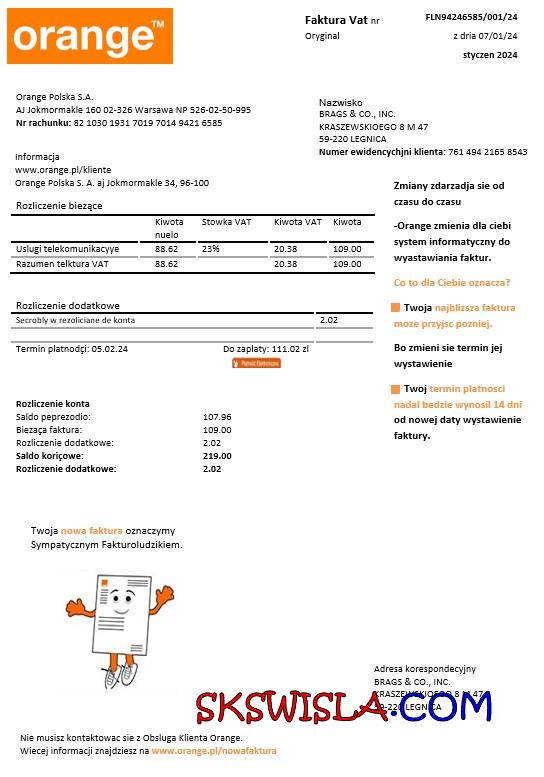 orange™
Faktura Vat nr
FLN94246585/001/24
Oryginal
z dnia 07/01/24
styczen 2024
Orange Polska S.A.
AJ Jokmormakle 160 02-326 Warsawa NP 526-02-50-995
Nr rachunku: 82 1030 1931 7019 7014 9421 6585
Nazwisko
BRAGS & CO., INC.
KRASZEWSKIOEGO 8 M 47
59-220 LEGNICA
Numer ewidencychjni klienta: 761 494 2165 8543
Informacja
www.orange.pl/kliente
Orange Polska S.A. aj Jokmormakle 34, 96-100
Rozliczenie biezące
Kiwota nuelo Stowka VAT Kiwota VAT Kiwota
Uslugi telekomunikacyye 88.62 23% 20.38 109.00
Razumen telktura VAT 88.62 20.38 109.00
Rozliczenie dodatkowe
Secrobly w rezoliciane do konta 2.02
Termin platnodçi: 05.02.24 Do zaplaty: 111.02 zl
Rozliczenie konta
Saldo peprezodio: 107.96
Biezaça faktura: 109.00
Rozliczenie dodatkowe: 2.02
Saldo koriçowe: 219.00
Rozliczenie dodatkowe: 2.02
Zmiany zdarzadja sie od
czasu do czasu
-Orange zmienia dla ciebi
system informatyczny do
wyastawiania faktur.
Co to dla Ciebie oznacza?
Twoja najblizsza faktura
moze przyjsc pozniej.
Bo zmieni sie termin jej
wystawienie
Twoj termin platnosci
nadal bedzie wynosil 14 dni
od nowej daty wystawienie
faktury.
Twoja nowa faktura oznaczymy
Sympatycznym Fakturoludzikiem.
Adresa korespondecyjny
BRAGS & CO., INC.
KRASZEWSKIOEGO 8 M 47
59-220 LEGNICA
SKSWISLA.COM
Nie musisz kontaktowac sie z Obsluga Klienta Orange.
Wiecej informacji znajdziesz na www.orange.pl/nowafaktura